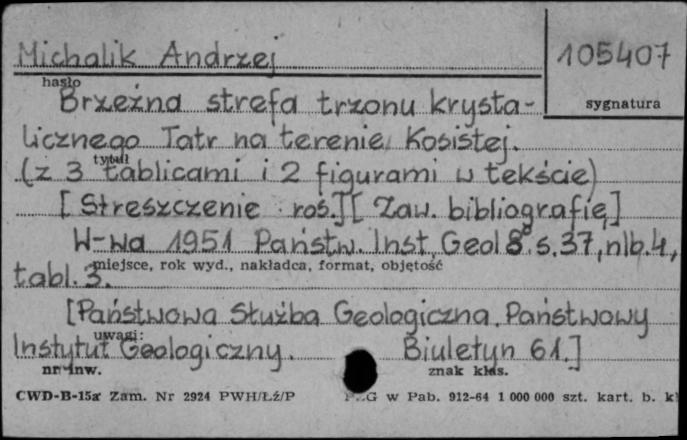 Michalik Andrzej
105407
hasło
sygnatura
Brzeżna strefa trzonu krysta-
licznego Tatr na terenie Kosistej.
tytuł
(z 3 tablicami i 2 figurami w tekście)
[Streszczenie roś.][Zaw. bibliografię]
W-wa 1951 Państw. Inst. Geol 8° s. 37, nlb. 4,
miejsce, rok wyd., nakładca, format, objętość
tabl. 3.
[Państwowa Służba Geologiczna. Państwowy
uwagi:
Instytut Geologiczny. Biuletyn 61.]
nr inw.
znak klas.
CWD-B-15a Zam. Nr 2924 PWH/Łź/P
w Pab. 912-64 1 000 000 szt. kart. b.